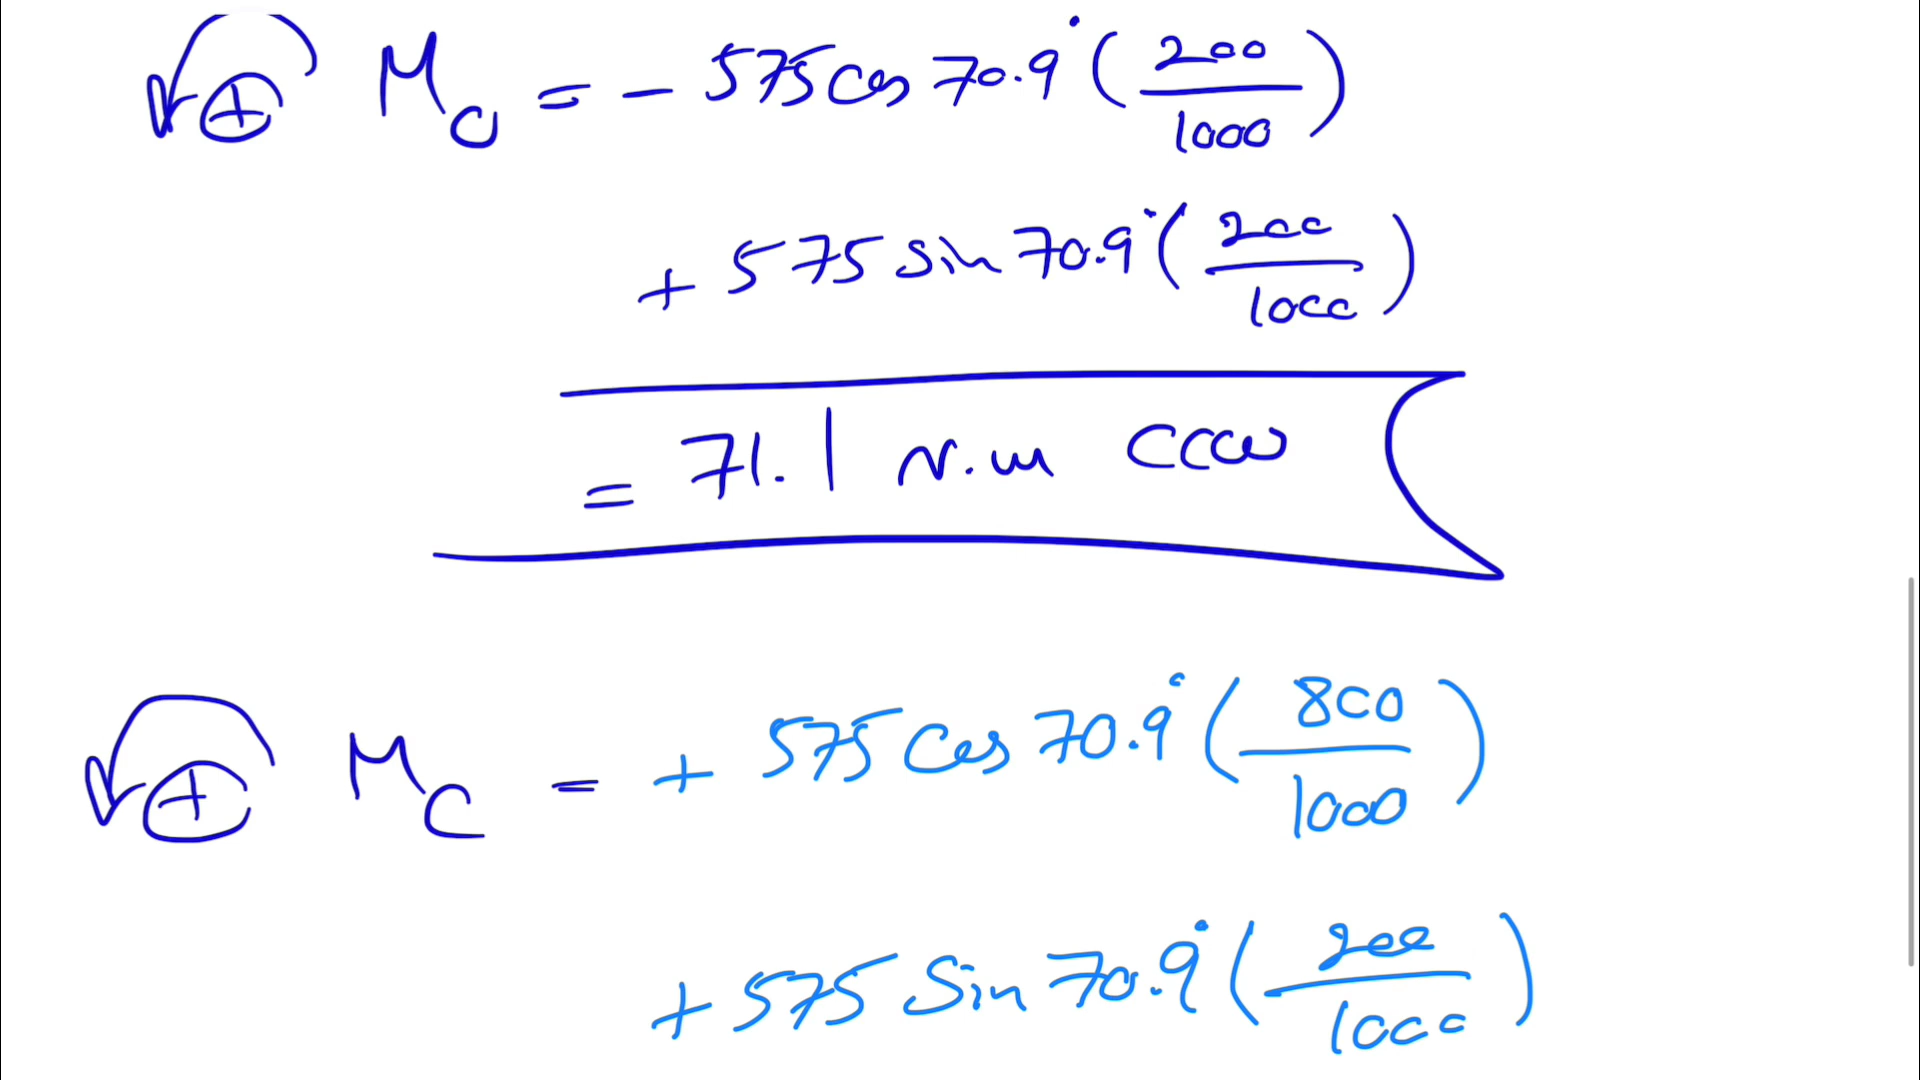 ⊕ M_O = - 575 cos 70.9° (200/1000)
+ 575 sin 70.9° (200/1000)
= 71.1 N.m CCW
⊕ M_C = + 575 cos 70.9° (800/1000)
+ 575 sin 70.9° (200/1000)